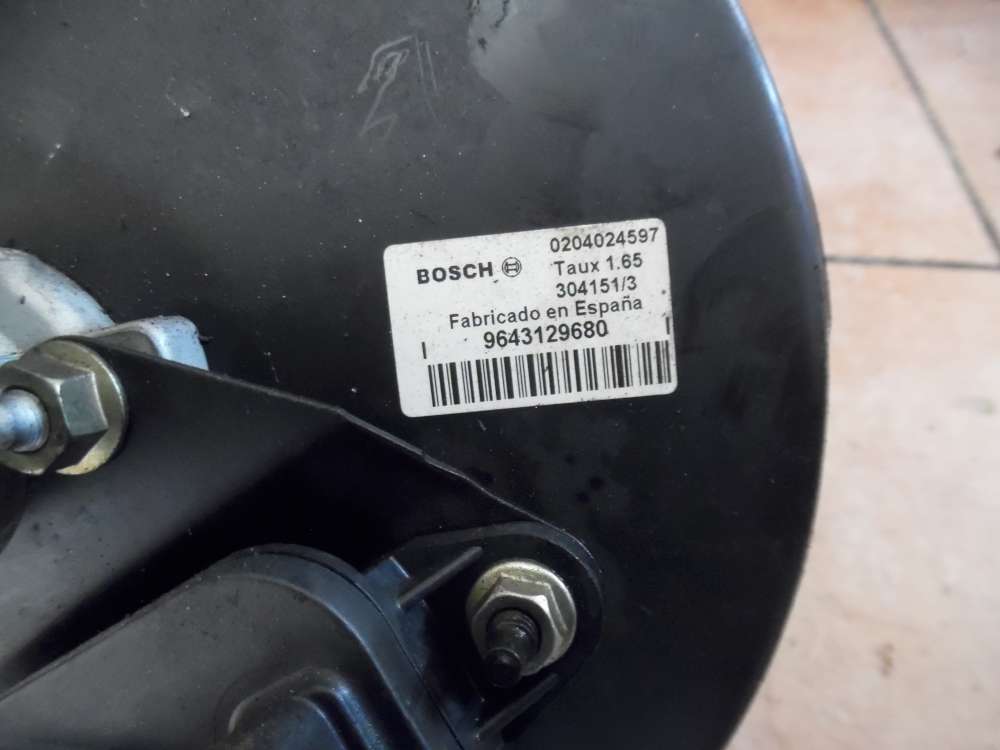 0204024597
BOSCH Taux 1.65
304151/3
Fabricado en España
9643129680